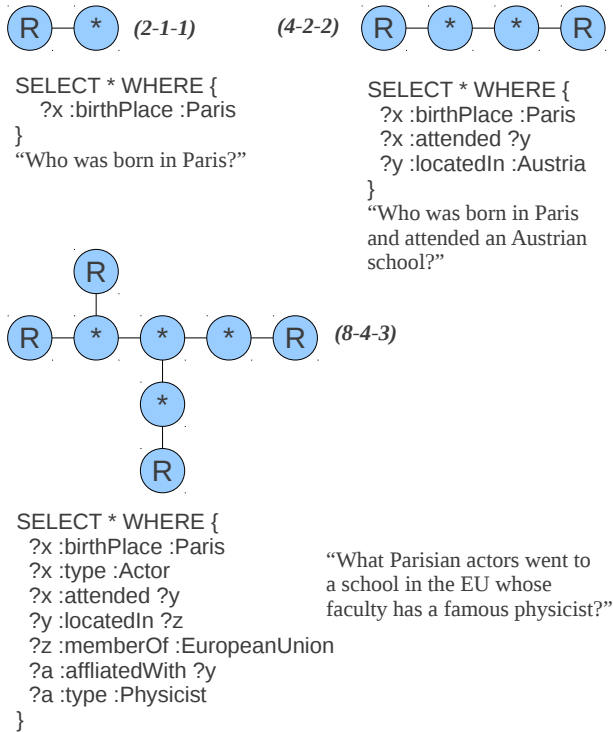 R * (2-1-1)
SELECT * WHERE {
?x :birthPlace :Paris
}
“Who was born in Paris?”
(4-2-2) R * * R
SELECT * WHERE {
?x :birthPlace :Paris
?x :attended ?y
?y :locatedIn :Austria
}
“Who was born in Paris
and attended an Austrian
school?”
R
R * * * R (8-4-3)
*
R
SELECT * WHERE {
?x :birthPlace :Paris
?x :type :Actor
?x :attended ?y
?y :locatedIn ?z
?z :memberOf :EuropeanUnion
?a :affliatedWith ?y
?a :type :Physicist
}
“What Parisian actors went to
a school in the EU whose
faculty has a famous physicist?”